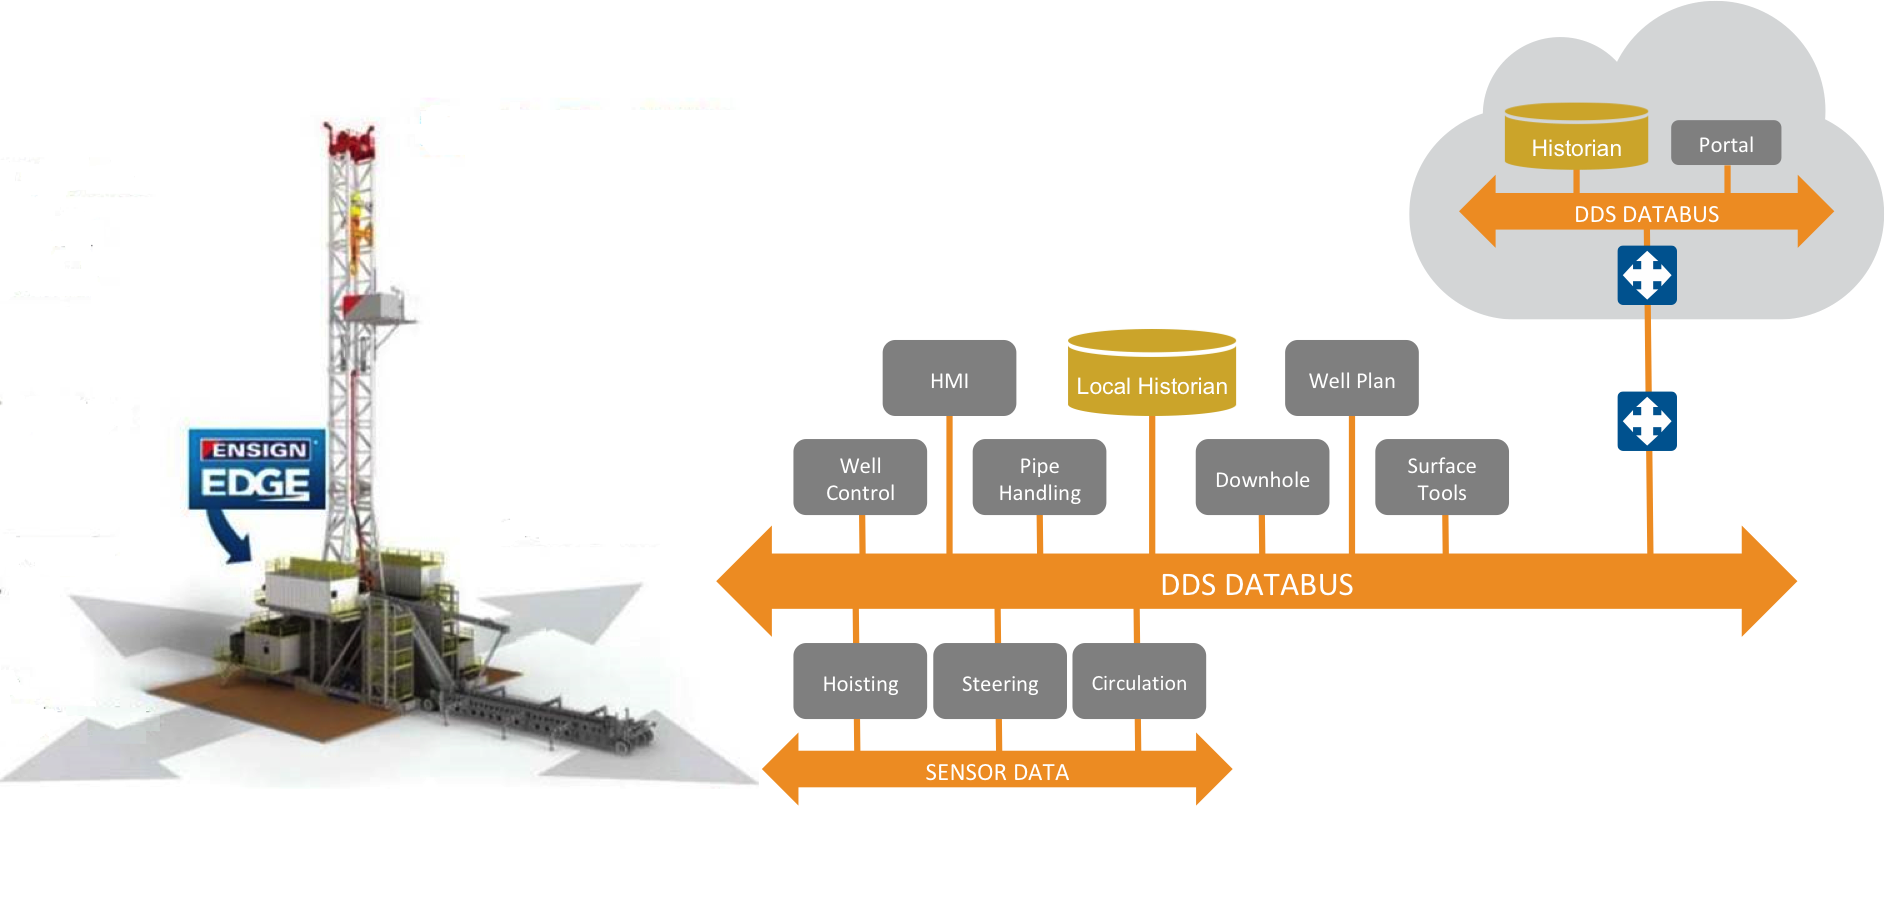 Historian
Portal
DDS DATABUS
HMI
Local Historian
Well Plan
Well
Control
Pipe
Handling
Downhole
Surface
Tools
ENSIGN
EDGE
DDS DATABUS
Hoisting
Steering
Circulation
SENSOR DATA